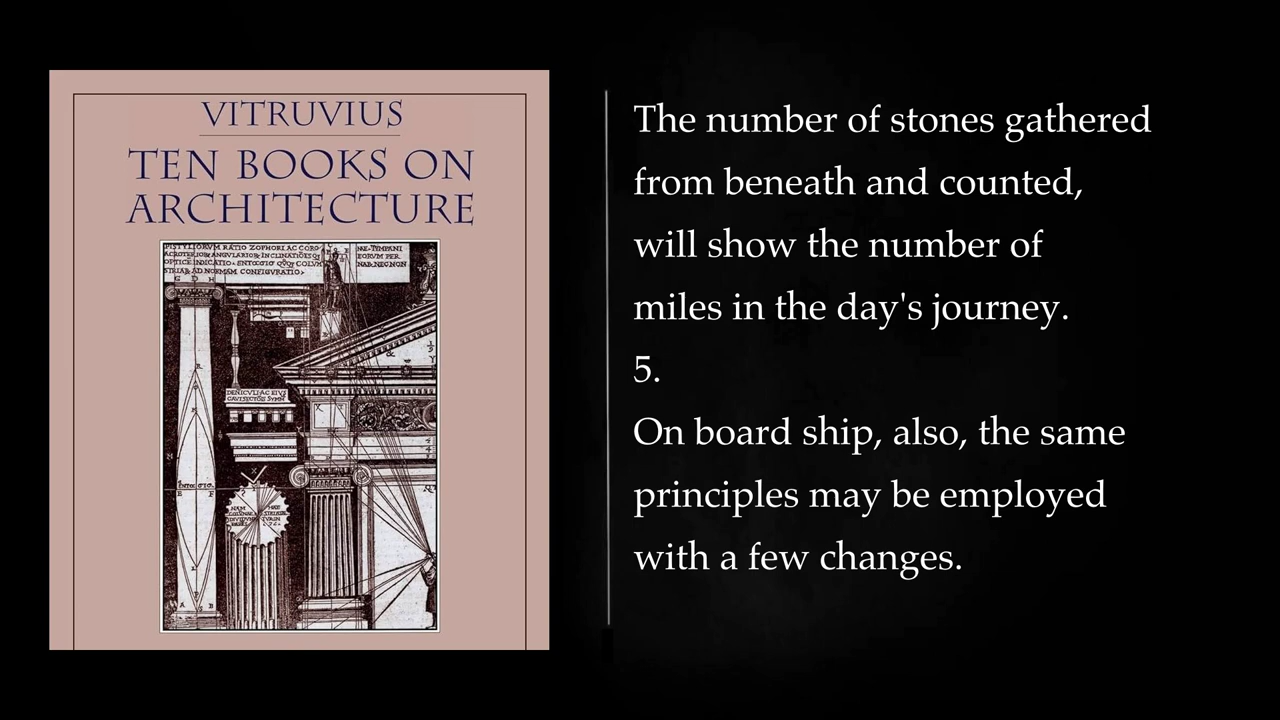 VITRUVIUS
TEN BOOKS ON
ARCHITECTURE
The number of stones gathered
from beneath and counted,
will show the number of
miles in the day's journey.
5.
On board ship, also, the same
principles may be employed
with a few changes.